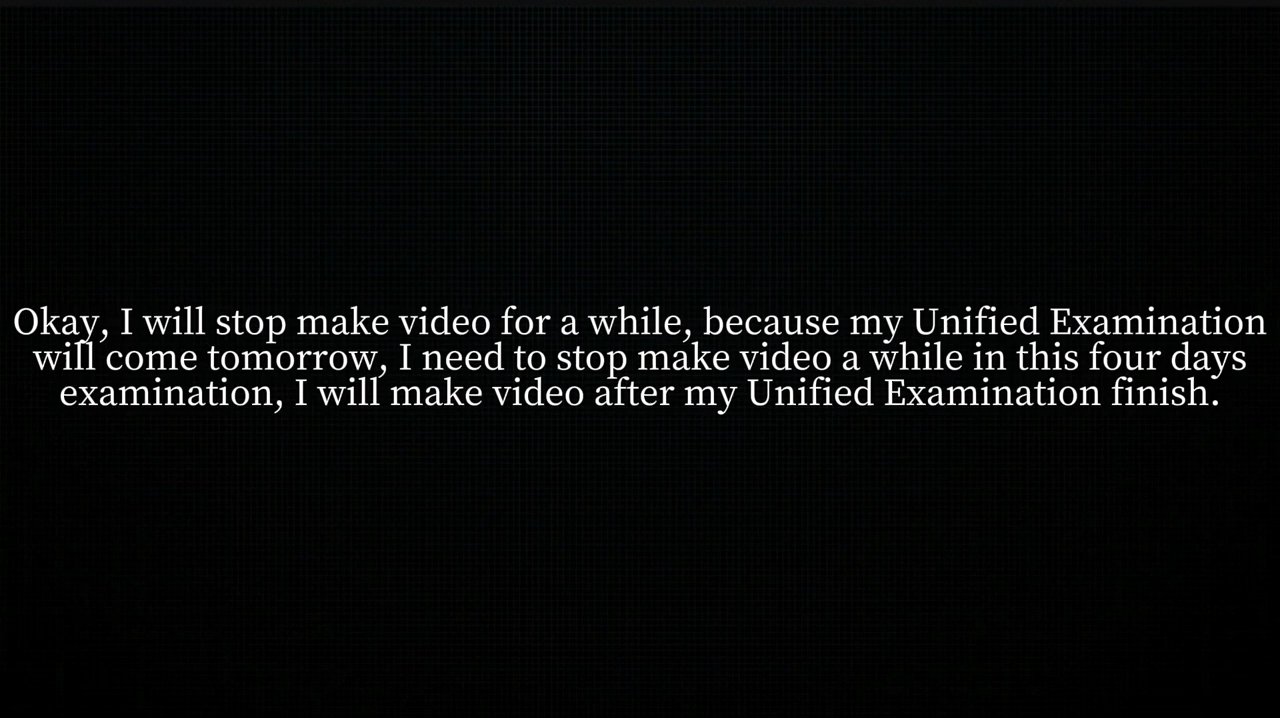 Okay, I will stop make video for a while, because my Unified Examination
will come tomorrow, I need to stop make video a while in this four days
examination, I will make video after my Unified Examination finish.